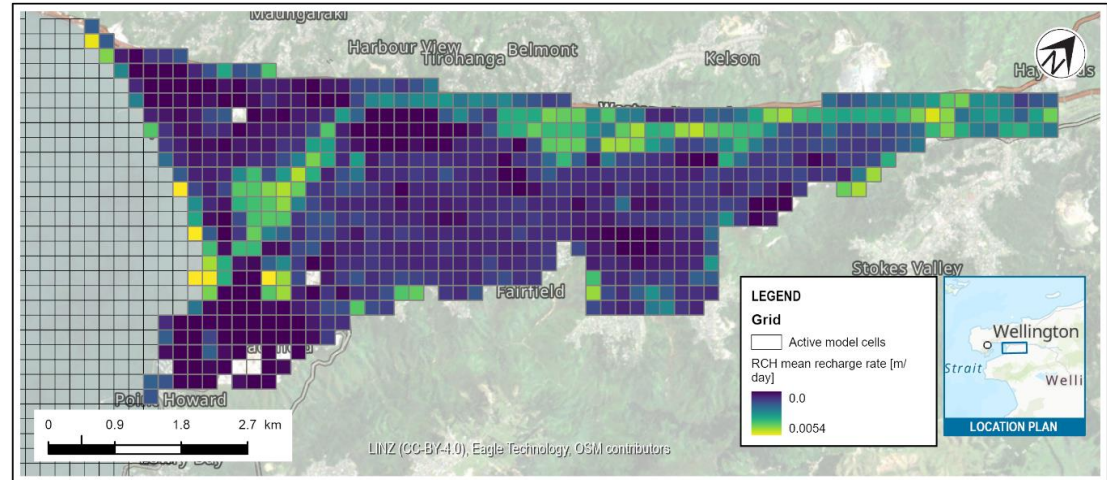 Maungaraki
Harbour View
Tirohanga
Belmont
Kelson
Stokes Valley
Fairfield
Point Howard
LEGEND
Grid
Active model cells
RCH mean recharge rate [m/
day]
0.0
0.0054
Wellington
Strait
Welli
LOCATION PLAN
0 0.9 1.8 2.7 km
LINZ (CC-BY-4.0), Eagle Technology, OSM contributors